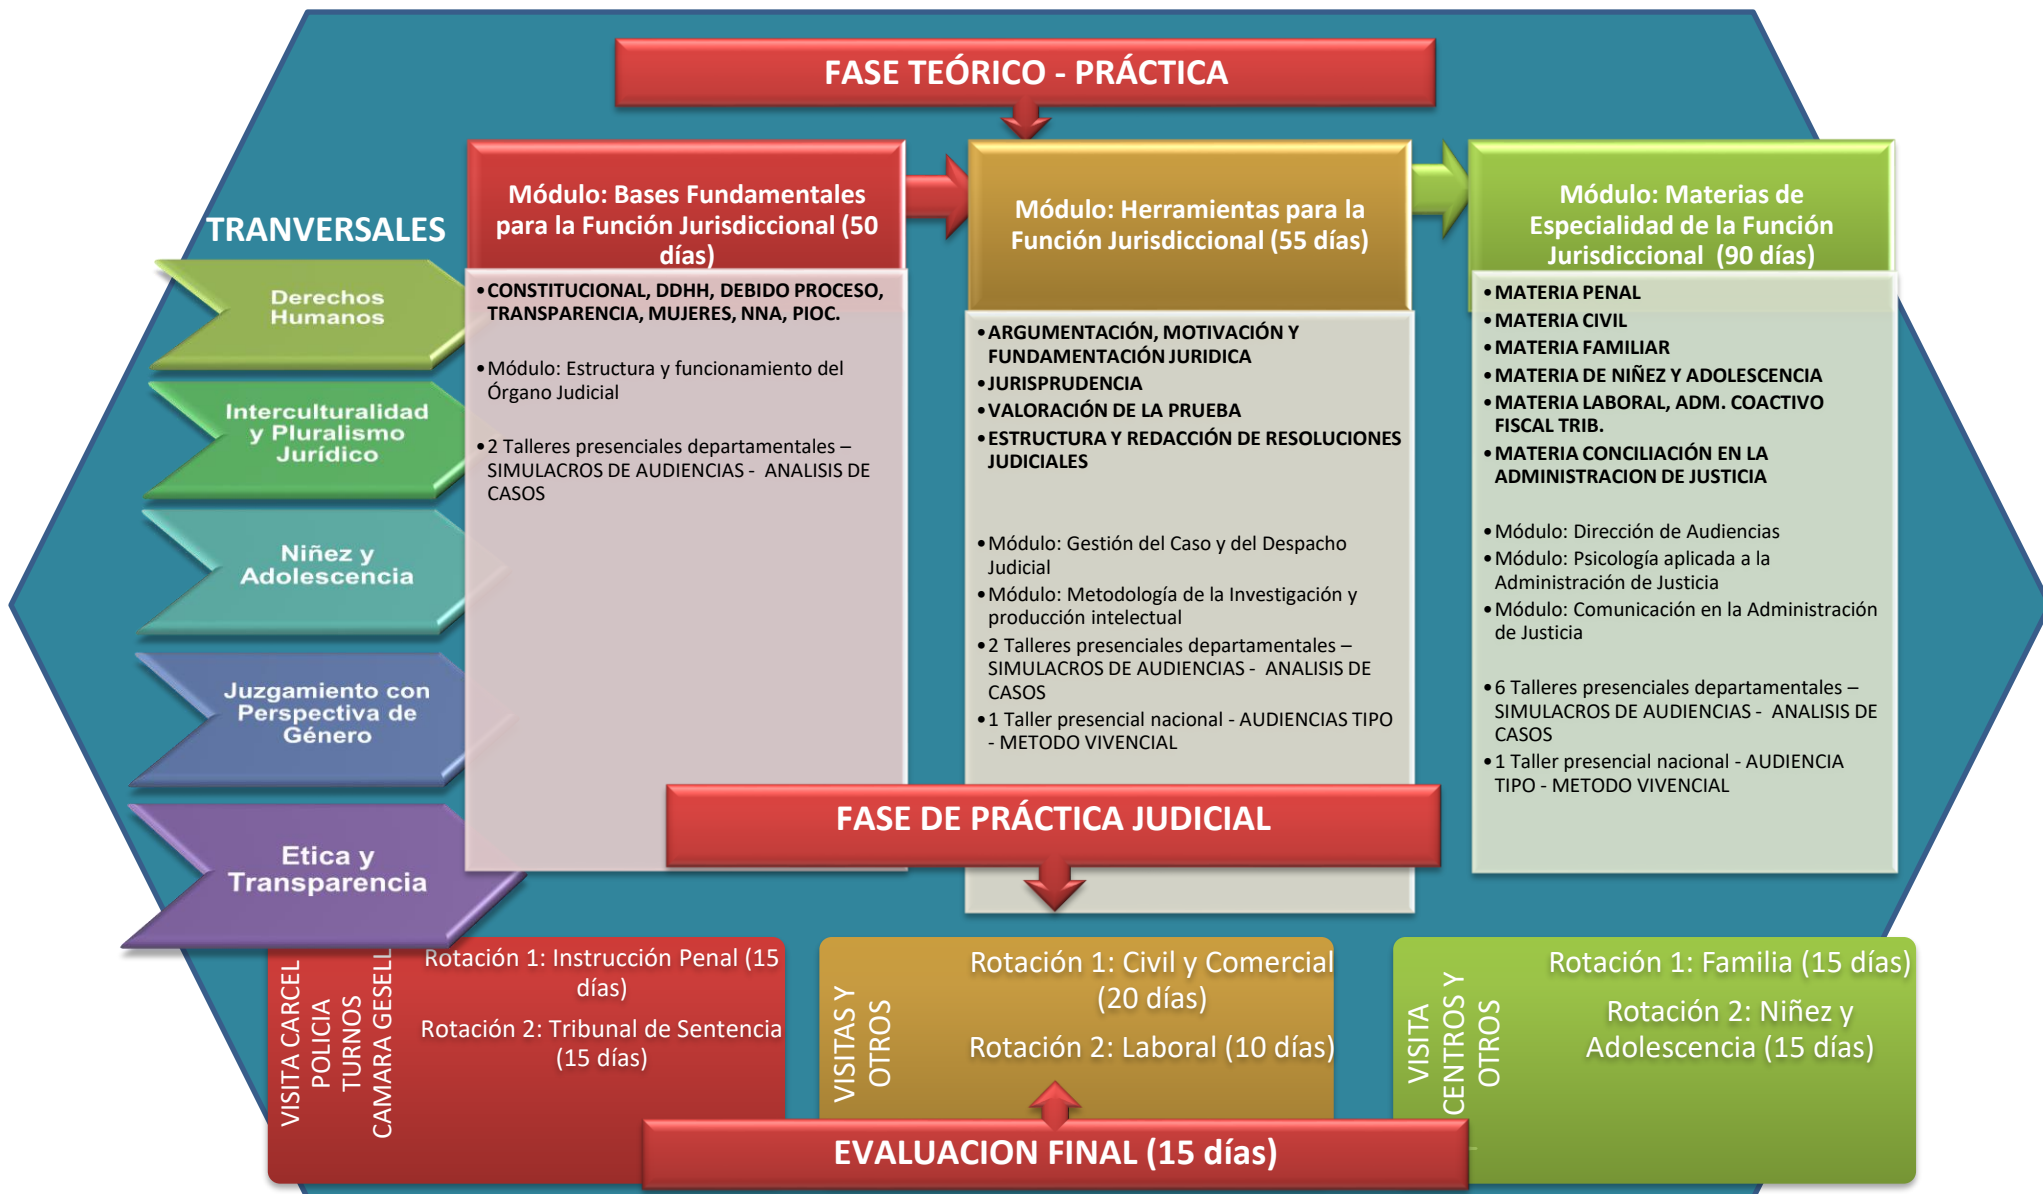 FASE TEÓRICO - PRÁCTICA
TRANVERSALES
Derechos
Humanos
Interculturalidad
y Pluralismo
Jurídico
Niñez y
Adolescencia
Juzgamiento con
Perspectiva de
Género
Etica y
Transparencia
Módulo: Bases Fundamentales
para la Función Jurisdiccional (50
días)
•CONSTITUCIONAL, DDHH, DEBIDO PROCESO,
TRANSPARENCIA, MUJERES, NNA, PIOC.
•Módulo: Estructura y funcionamiento del
Órgano Judicial
•2 Talleres presenciales departamentales –
SIMULACROS DE AUDIENCIAS - ANALISIS DE
CASOS
Módulo: Herramientas para la
Función Jurisdiccional (55 días)
•ARGUMENTACIÓN, MOTIVACIÓN Y
FUNDAMENTACIÓN JURIDICA
•JURISPRUDENCIA
•VALORACIÓN DE LA PRUEBA
•ESTRUCTURA Y REDACCIÓN DE RESOLUCIONES
JUDICIALES
•Módulo: Gestión del Caso y del Despacho
Judicial
•Módulo: Metodología de la Investigación y
producción intelectual
•2 Talleres presenciales departamentales –
SIMULACROS DE AUDIENCIAS - ANALISIS DE
CASOS
•1 Taller presencial nacional - AUDIENCIAS TIPO
- METODO VIVENCIAL
Módulo: Materias de
Especialidad de la Función
Jurisdiccional (90 días)
•MATERIA PENAL
•MATERIA CIVIL
•MATERIA FAMILIAR
•MATERIA DE NIÑEZ Y ADOLESCENCIA
•MATERIA LABORAL, ADM. COACTIVO
FISCAL TRIB.
•MATERIA CONCILIACIÓN EN LA
ADMINISTRACION DE JUSTICIA
•Módulo: Dirección de Audiencias
•Módulo: Psicología aplicada a la
Administración de Justicia
•Módulo: Comunicación en la Administración
de Justicia
•6 Talleres presenciales departamentales –
SIMULACROS DE AUDIENCIAS - ANALISIS DE
CASOS
•1 Taller presencial nacional - AUDIENCIA
TIPO - METODO VIVENCIAL
FASE DE PRÁCTICA JUDICIAL
VISITA CARCEL
POLICIA
TURNOS
CAMARA GESELL
Rotación 1: Instrucción Penal (15
días)
Rotación 2: Tribunal de Sentencia
(15 días)
VISITAS Y
OTROS
Rotación 1: Civil y Comercial
(20 días)
Rotación 2: Laboral (10 días)
VISITA
CENTROS Y
OTROS
Rotación 1: Familia (15 días)
Rotación 2: Niñez y
Adolescencia (15 días)
EVALUACION FINAL (15 días)